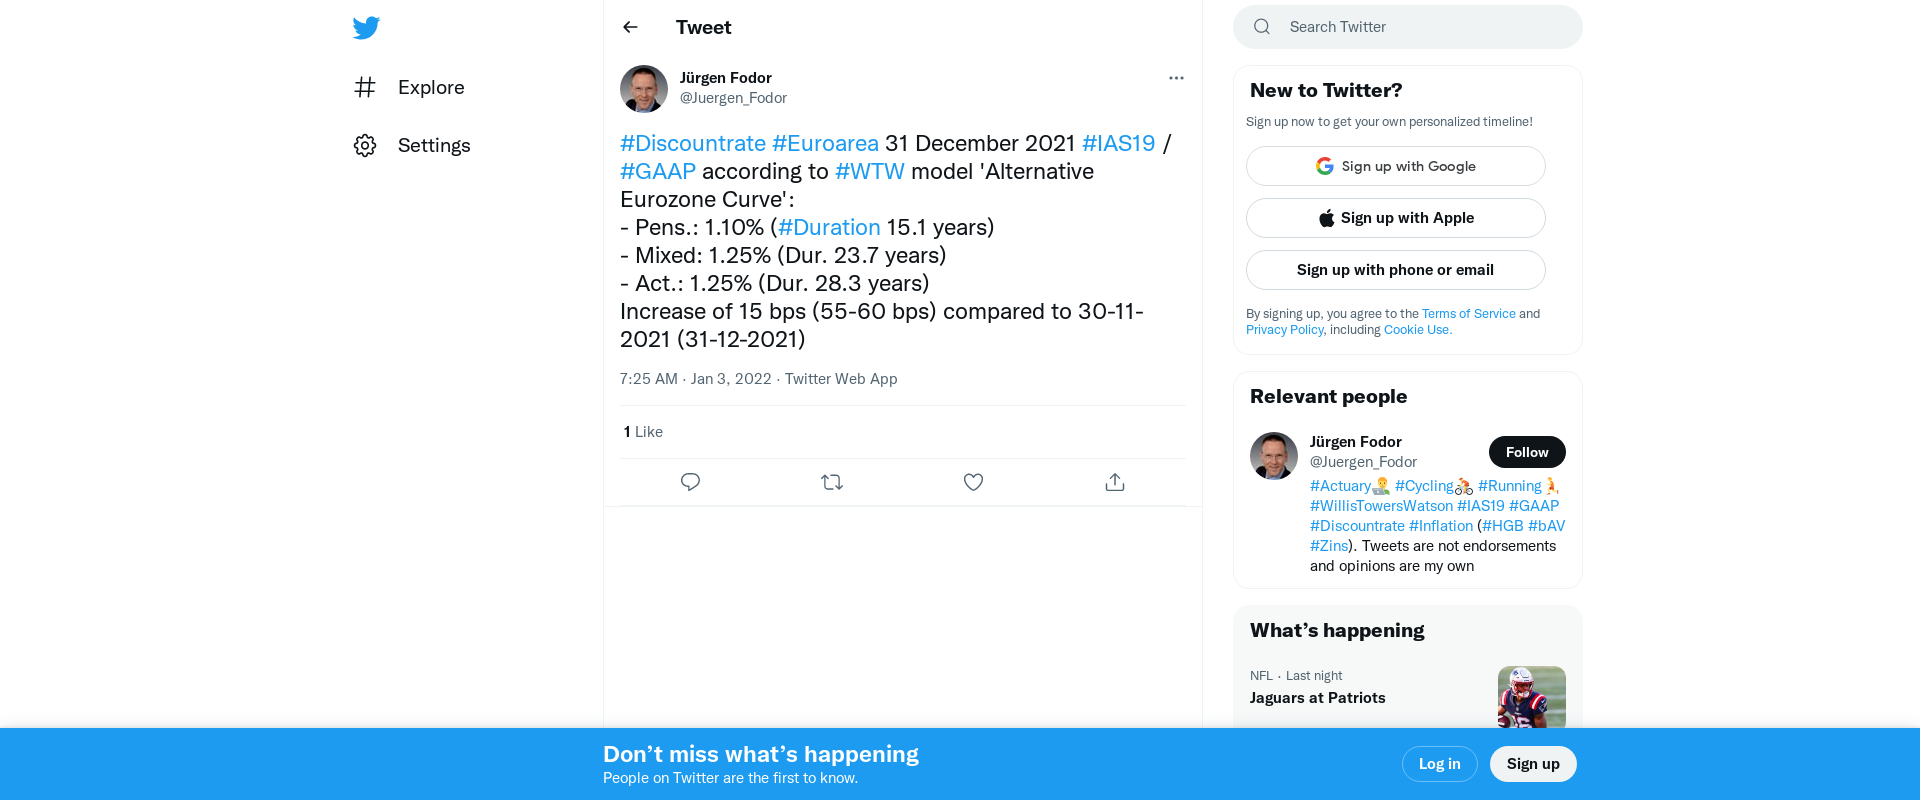 Explore
Settings
Tweet
Jürgen Fodor
@Juergen_Fodor
#Discountrate #Euroarea 31 December 2021 #IAS19 /
#GAAP according to #WTW model 'Alternative
Eurozone Curve':
- Pens.: 1.10% (#Duration 15.1 years)
- Mixed: 1.25% (Dur. 23.7 years)
- Act.: 1.25% (Dur. 28.3 years)
Increase of 15 bps (55-60 bps) compared to 30-11-
2021 (31-12-2021)
7:25 AM · Jan 3, 2022 · Twitter Web App
1 Like
Search Twitter
New to Twitter?
Sign up now to get your own personalized timeline!
Sign up with Google
Sign up with Apple
Sign up with phone or email
By signing up, you agree to the Terms of Service and
Privacy Policy, including Cookie Use.
Relevant people
Jürgen Fodor
@Juergen_Fodor
Follow
#Actuary #Cycling #Running
#WillisTowersWatson #IAS19 #GAAP
#Discountrate #Inflation (#HGB #bAV
#Zins). Tweets are not endorsements
and opinions are my own
What's happening
NFL · Last night
Jaguars at Patriots
Don't miss what's happening
People on Twitter are the first to know.
Log in
Sign up